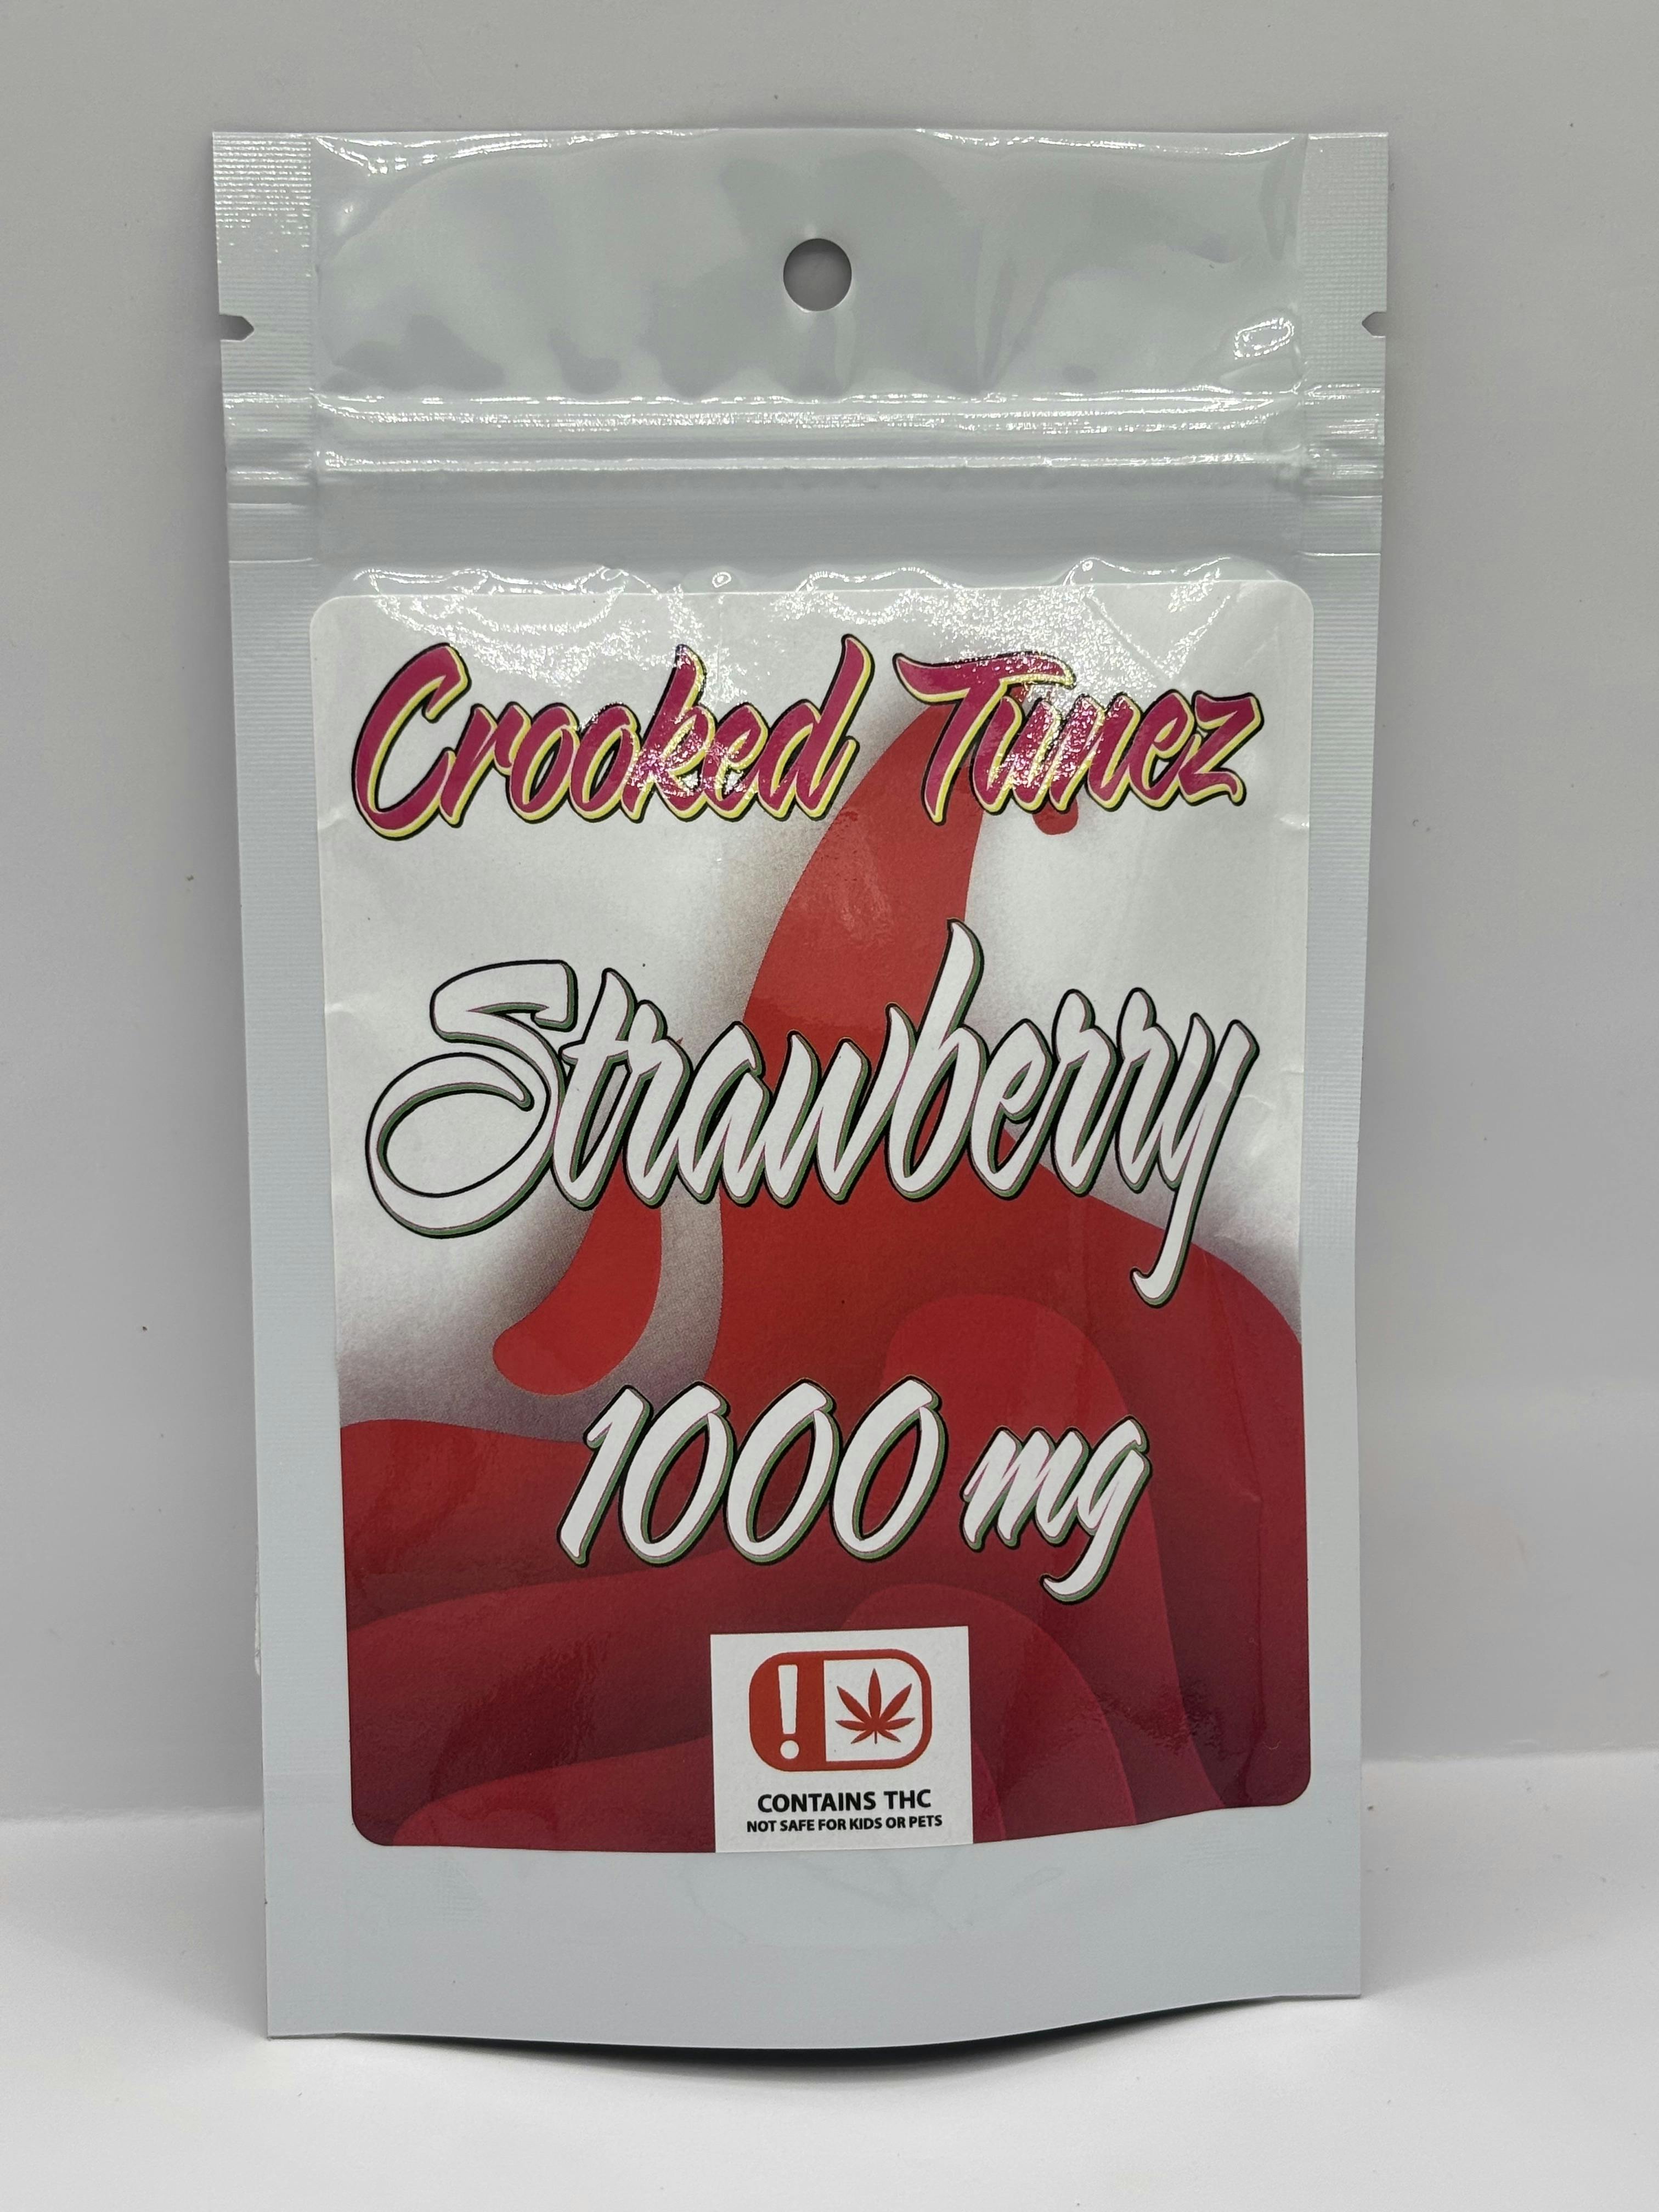 Crooked Tunez
Strawberry
1000 mg
!
CONTAINS THC
NOT SAFE FOR KIDS OR PETS